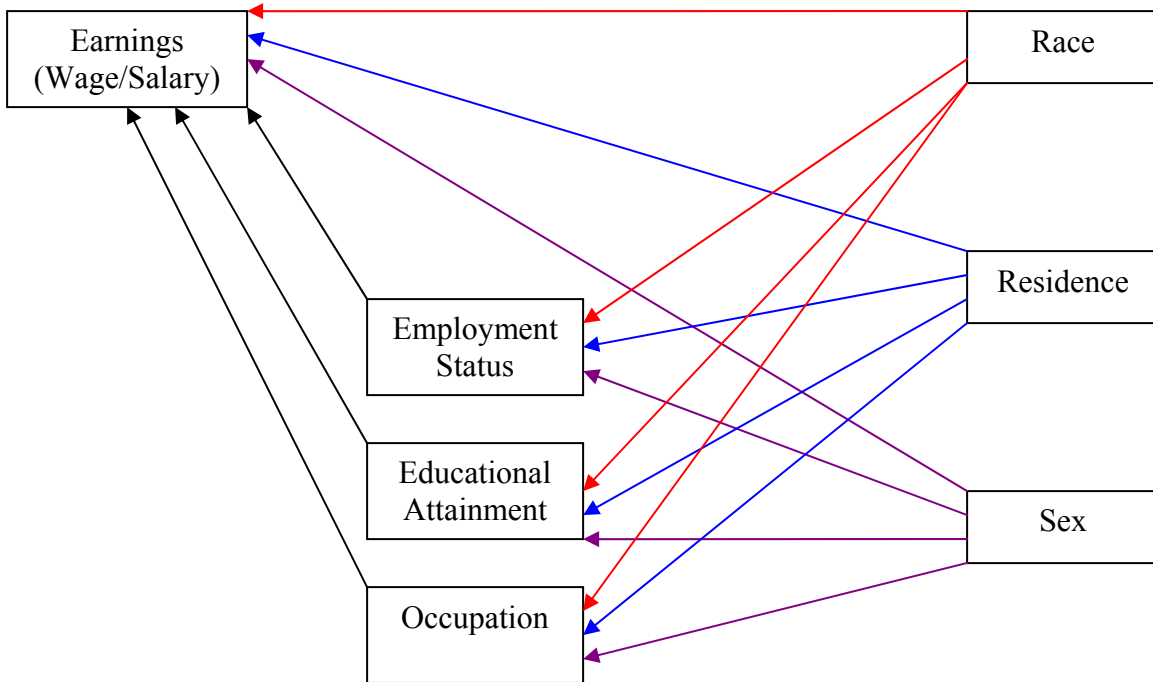 Earnings
(Wage/Salary)
Race
Residence
Employment
Status
Educational
Attainment
Sex
Occupation